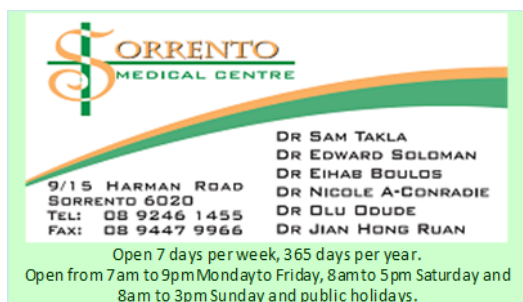 SORRENTO
MEDICAL CENTRE
DR SAM TAKLA
DR EDWARD SOLOMAN
DR EIHAB BOULOS
DR NICOLE A-CONRADIE
DR OLU ODUDE
DR JIAN HONG RUAN
9/15 HARMAN ROAD
SORRENTO 6020
TEL: 08 9246 1455
FAX: 08 9447 9966
Open 7 days per week, 365 days per year.
Open from 7am to 9pm Monday to Friday, 8am to 5pm Saturday and
8am to 3pm Sunday and public holidays.